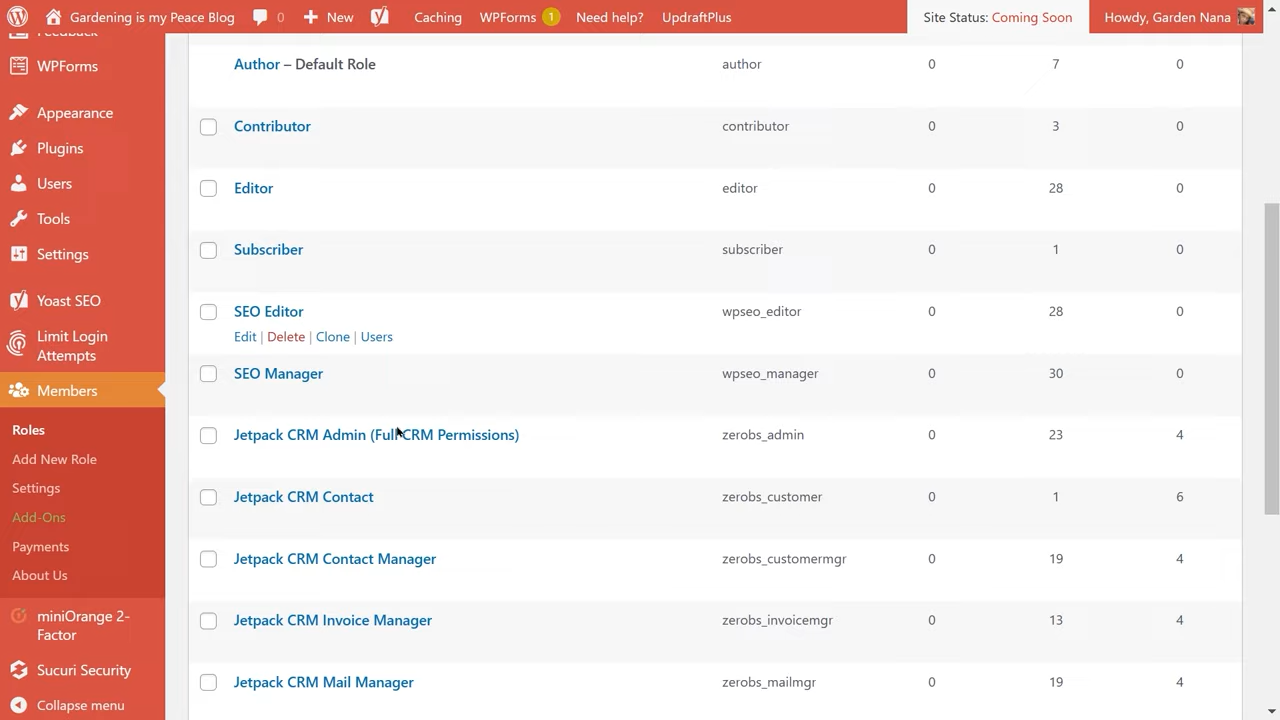 Gardening is my Peace Blog
0
New
Caching
WPForms 1
Need help?
UpdraftPlus
Site Status: Coming Soon
Howdy, Garden Nana
Feedback
WPForms
Appearance
Plugins
Users
Tools
Settings
Yoast SEO
Limit Login
Attempts
Members
Roles
Add New Role
Settings
Add-Ons
Payments
About Us
miniOrange 2-
Factor
Sucuri Security
Collapse menu
Author – Default Role author 0 7 0
Contributor contributor 0 3 0
Editor editor 0 28 0
Subscriber subscriber 0 1 0
SEO Editor wpseo_editor 0 28 0
Edit | Delete | Clone | Users
SEO Manager wpseo_manager 0 30 0
Jetpack CRM Admin (Full CRM Permissions) zerobs_admin 0 23 4
Jetpack CRM Contact zerobs_customer 0 1 6
Jetpack CRM Contact Manager zerobs_customermgr 0 19 4
Jetpack CRM Invoice Manager zerobs_invoicemgr 0 13 4
Jetpack CRM Mail Manager zerobs_mailmgr 0 19 4